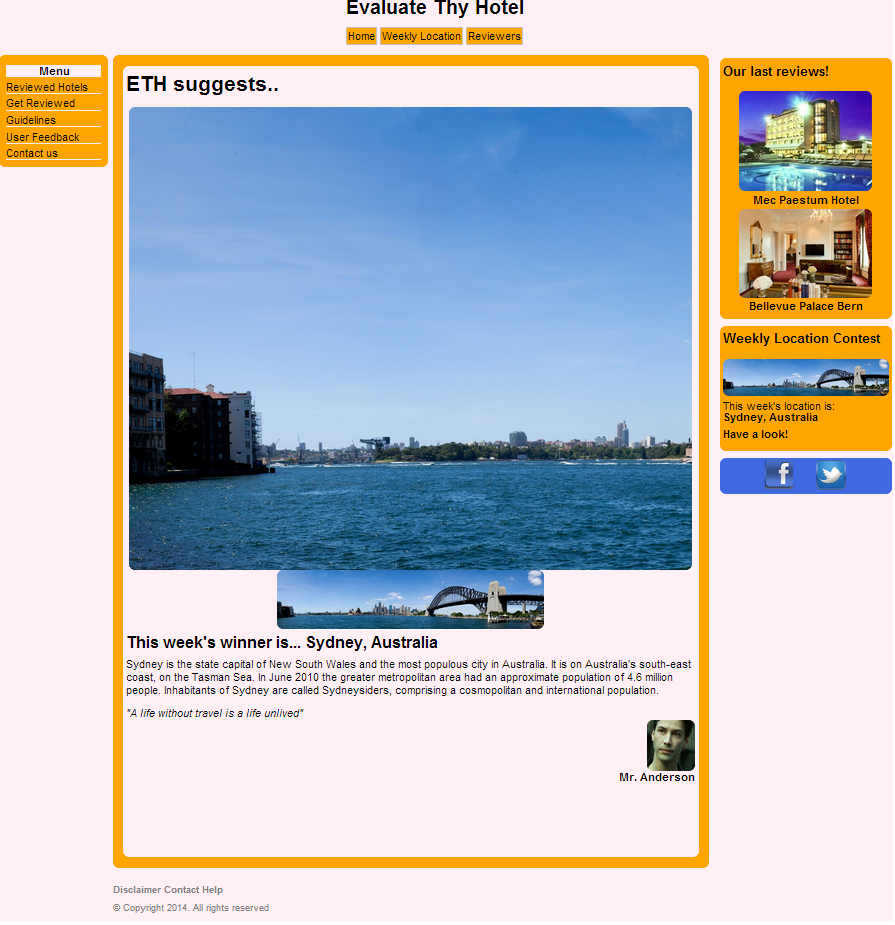 Evaluate Thy Hotel
Home Weekly Location Reviewers
Menu
Reviewed Hotels
Get Reviewed
Guidelines
User Feedback
Contact us
ETH suggests..
This week's winner is... Sydney, Australia
Sydney is the state capital of New South Wales and the most populous city in Australia. It is on Australia's south-east
coast, on the Tasman Sea. In June 2010 the greater metropolitan area had an approximate population of 4.6 million
people. Inhabitants of Sydney are called Sydneysiders, comprising a cosmopolitan and international population.
"A life without travel is a life unlived"
Mr. Anderson
Our last reviews!
Mec Paestum Hotel
Bellevue Palace Bern
Weekly Location Contest
This week's location is:
Sydney, Australia
Have a look!
f
Disclaimer Contact Help
© Copyright 2014. All rights reserved